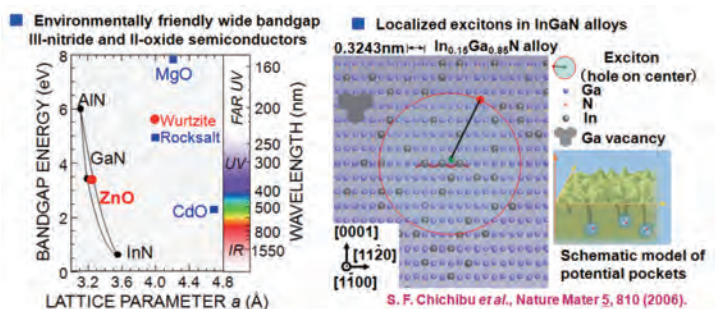 ■ Environmentally friendly wide bandgap
III-nitride and II-oxide semiconductors
BANDGAP ENERGY (eV)
8
6
4
2
0
MgO
AlN
Wurtzite
Rocksalt
GaN
ZnO
CdO
InN
3.2 3.6 4.0 4.4 4.8
LATTICE PARAMETER a (Å)
FAR UV
UV
IR
160
200
250
300
400
500
800
1550
WAVELENGTH (nm)
■ Localized excitons in InGaN alloys
0.3243nm In0.15Ga0.85N alloy
Exciton
(hole on center)
Ga
N
In
Ga vacancy
[0001]
[112̄0]
[11̄00]
Schematic model of
potential pockets
S. F. Chichibu et al., Nature Mater 5, 810 (2006).